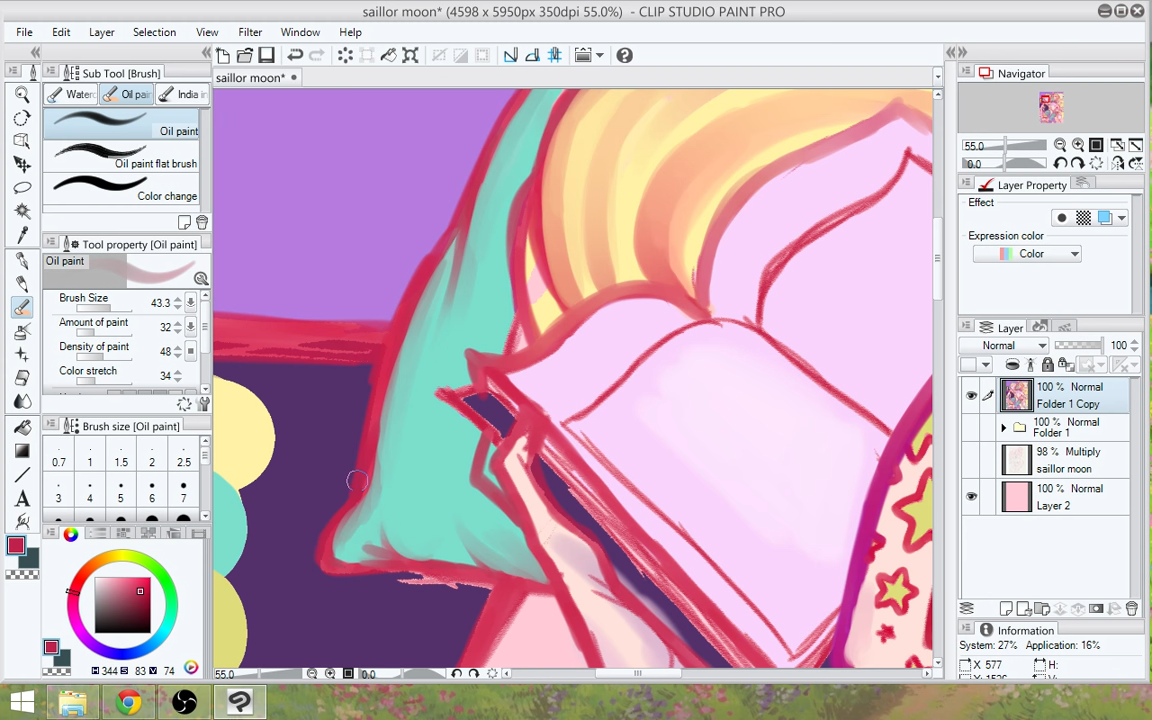 saillor moon* (4598 x 5950px 350dpi 55.0%) - CLIP STUDIO PAINT PRO
File Edit Layer Selection View Filter Window Help
saillor moon*
Sub Tool [Brush]
Oil pain India in
Oil paint
Oil paint flat brush
Color change
Tool property [Oil paint]
Oil paint
Brush Size 43.3
Amount of paint 32
Density of paint 48
Color stretch 34
Brush size [Oil paint]
0.7 1 1.5 2 2.5
3 4 5 6 7
H 344 S 83 V 74
55.0 0.0
Navigator
55.0
0.0
Layer Property
Effect
Expression color
Color
Layer
Normal 100
100% Normal
Folder 1 Copy
100% Normal
Folder 1
98% Multiply
saillor moon
100% Normal
Layer 2
Information
System: 27% Application: 16%
X 577 H: